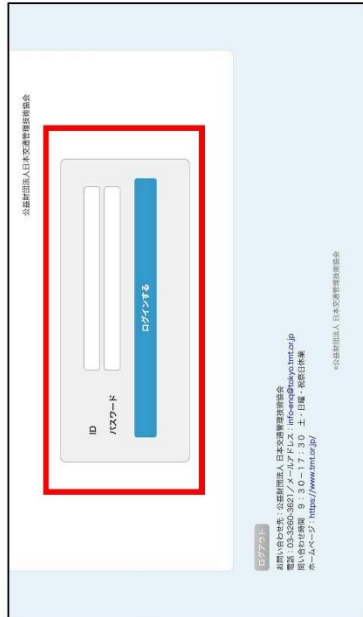 公益財団法人日本交通管理技術協会
ID
パスワード
ログインする
ログアウト
お問い合わせ先：公益財団法人 日本交通管理技術協会
電話：03-3260-3621／メールアドレス：info-enq@tokyo.tmt.or.jp
問い合わせ時間 9：30－17：30 土・日曜・祝祭日休業
ホームページ：https://www.tmt.or.jp/
©公益財団法人 日本交通管理技術協会